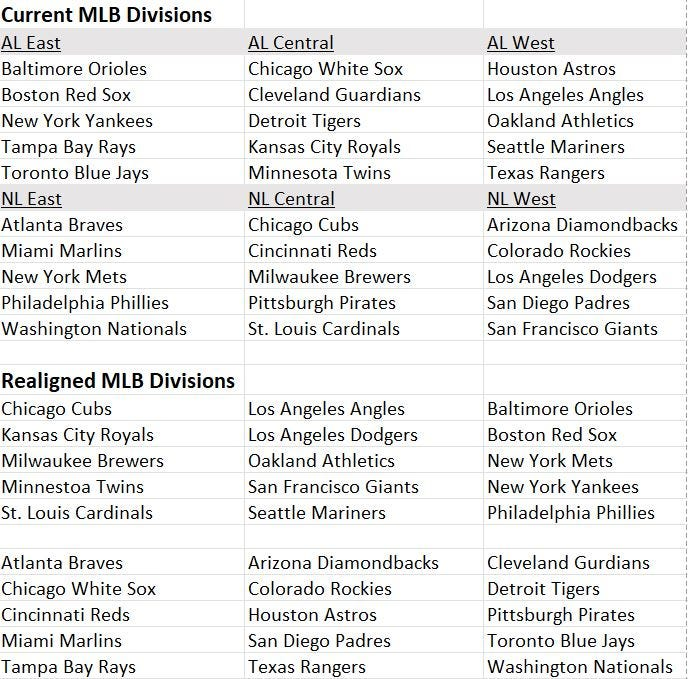 Current MLB Divisions
AL East AL Central AL West
Baltimore Orioles Chicago White Sox Houston Astros
Boston Red Sox Cleveland Guardians Los Angeles Angles
New York Yankees Detroit Tigers Oakland Athletics
Tampa Bay Rays Kansas City Royals Seattle Mariners
Toronto Blue Jays Minnesota Twins Texas Rangers
NL East NL Central NL West
Atlanta Braves Chicago Cubs Arizona Diamondbacks
Miami Marlins Cincinnati Reds Colorado Rockies
New York Mets Milwaukee Brewers Los Angeles Dodgers
Philadelphia Phillies Pittsburgh Pirates San Diego Padres
Washington Nationals St. Louis Cardinals San Francisco Giants
Realigned MLB Divisions
Chicago Cubs Los Angeles Angles Baltimore Orioles
Kansas City Royals Los Angeles Dodgers Boston Red Sox
Milwaukee Brewers Oakland Athletics New York Mets
Minnestoa Twins San Francisco Giants New York Yankees
St. Louis Cardinals Seattle Mariners Philadelphia Phillies
Atlanta Braves Arizona Diamondbacks Cleveland Gurdians
Chicago White Sox Colorado Rockies Detroit Tigers
Cincinnati Reds Houston Astros Pittsburgh Pirates
Miami Marlins San Diego Padres Toronto Blue Jays
Tampa Bay Rays Texas Rangers Washington Nationals